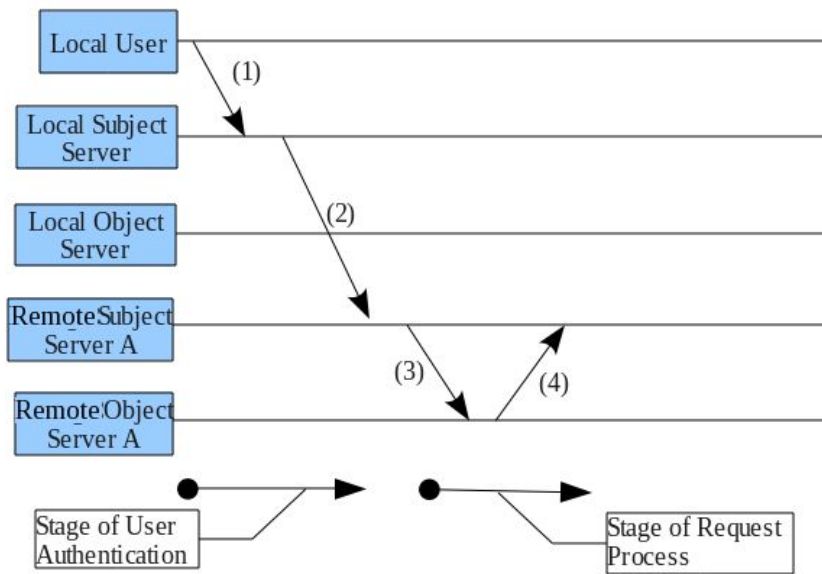 Local User
(1)
Local Subject
Server
(2)
Local Object
Server
Remote Subject
Server A
(3)
(4)
Remote Object
Server A
Stage of User
Authentication
Stage of Request
Process